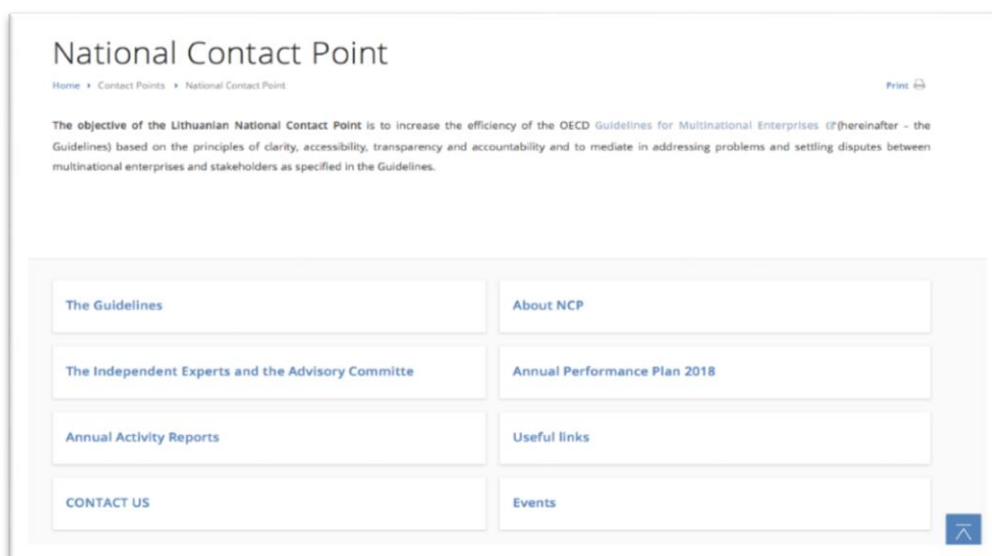 National Contact Point
Home › Contact Points › National Contact Point
Print
The objective of the Lithuanian National Contact Point is to increase the efficiency of the OECD Guidelines for Multinational Enterprises (hereinafter – the
Guidelines) based on the principles of clarity, accessibility, transparency and accountability and to mediate in addressing problems and settling disputes between
multinational enterprises and stakeholders as specified in the Guidelines.
The Guidelines
About NCP
The Independent Experts and the Advisory Committe
Annual Performance Plan 2018
Annual Activity Reports
Useful links
CONTACT US
Events